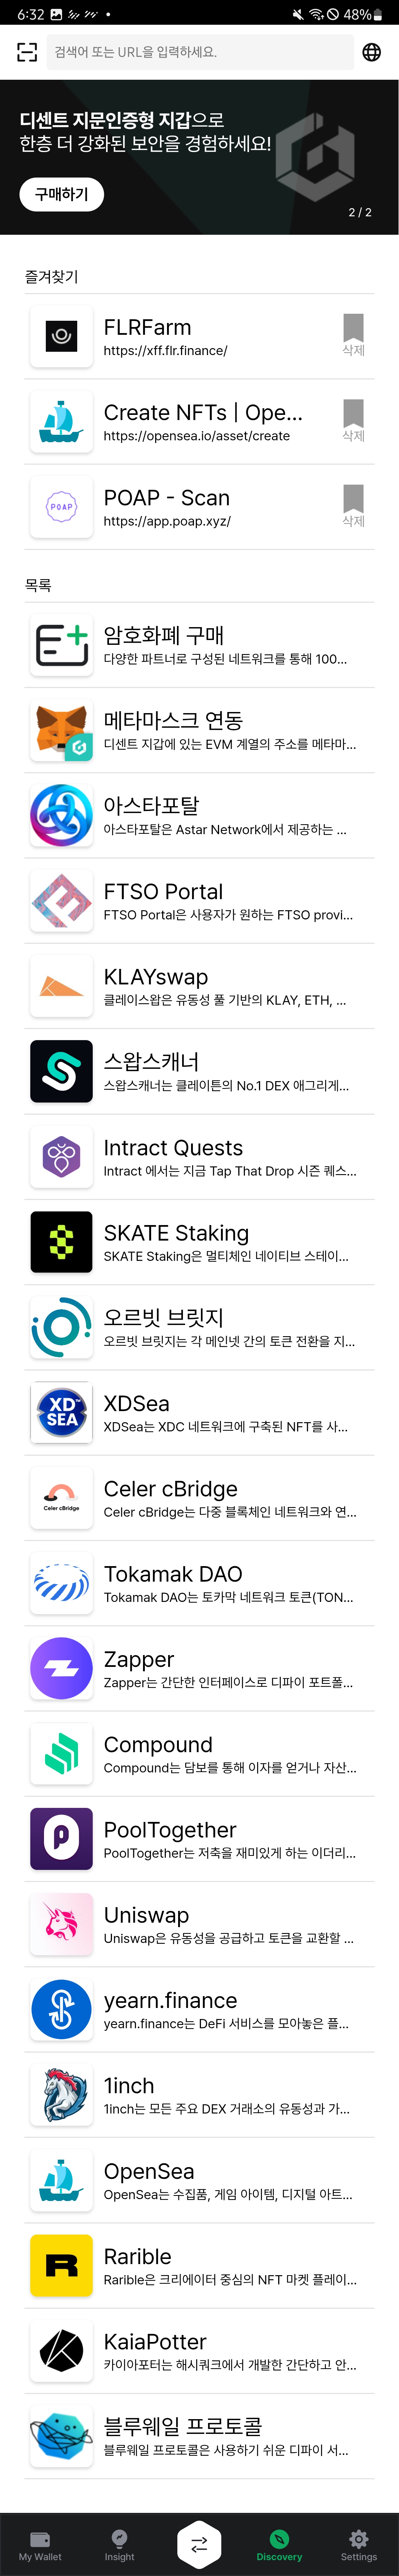 6:32
48%
검색어 또는 URL을 입력하세요.
디센트 지문인증형 지갑으로
한층 더 강화된 보안을 경험하세요!
구매하기
2 / 2
즐겨찾기
FLRFarm
https://xff.flr.finance/
삭제
Create NFTs | Ope...
https://opensea.io/asset/create
삭제
POAP
POAP - Scan
https://app.poap.xyz/
삭제
목록
암호화폐 구매
다양한 파트너로 구성된 네트워크를 통해 100...
메타마스크 연동
디센트 지갑에 있는 EVM 계열의 주소를 메타마...
아스타포탈
아스타포탈은 Astar Network에서 제공하는 ...
FTSO Portal
FTSO Portal은 사용자가 원하는 FTSO provi...
KLAYswap
클레이스왑은 유동성 풀 기반의 KLAY, ETH, ...
스왑스캐너
스왑스캐너는 클레이튼의 No.1 DEX 애그리게...
Intract Quests
Intract 에서는 지금 Tap That Drop 시즌 퀘스...
SKATE Staking
SKATE Staking은 멀티체인 네이티브 스테이...
오르빗 브릿지
오르빗 브릿지는 각 메인넷 간의 토큰 전환을 지...
XD
SEA
XDSea
XDSea는 XDC 네트워크에 구축된 NFT를 사...
Celer cBridge
Celer cBridge
Celer cBridge는 다중 블록체인 네트워크와 연...
Tokamak DAO
Tokamak DAO는 토카막 네트워크 토큰(TON...
Zapper
Zapper는 간단한 인터페이스로 디파이 포트폴...
Compound
Compound는 담보를 통해 이자를 얻거나 자산...
PoolTogether
PoolTogether는 저축을 재미있게 하는 이더리...
Uniswap
Uniswap은 유동성을 공급하고 토큰을 교환할 ...
yearn.finance
yearn.finance는 DeFi 서비스를 모아놓은 플...
1inch
1inch는 모든 주요 DEX 거래소의 유동성과 가...
OpenSea
OpenSea는 수집품, 게임 아이템, 디지털 아트...
R
Rarible
Rarible은 크리에이터 중심의 NFT 마켓 플레이...
KaiaPotter
카이아포터는 해시쿼크에서 개발한 간단하고 안...
블루웨일 프로토콜
블루웨일 프로토콜은 사용하기 쉬운 디파이 서...
My Wallet
Insight
Discovery
Settings